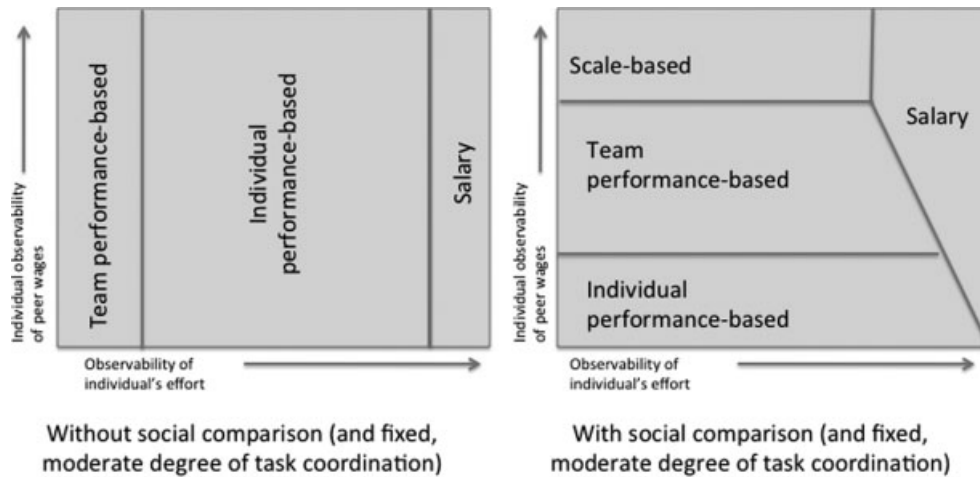 Individual observability
of peer wages
Team performance-based
Individual
performance-based
Salary
Observability of
individual's effort
Without social comparison (and fixed,
moderate degree of task coordination)
Individual observability
of peer wages
Scale-based
Salary
Team
performance-based
Individual
performance-based
Observability of
individual's effort
With social comparison (and fixed,
moderate degree of task coordination)